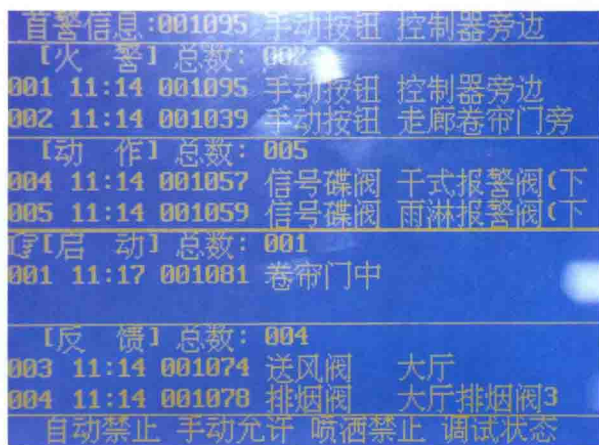 首警信息:001095 手动按钮 控制器旁边
【火 警】总数: 002
001 11:14 001095 手动按钮 控制器旁边
002 11:14 001039 手动按钮 走廊卷帘门旁
【动 作】总数: 005
004 11:14 001057 信号碟阀 干式报警阀(下
005 11:14 001059 信号碟阀 雨淋报警阀(下
☞【启 动】总数: 001
001 11:17 001081 卷帘门中
【反 馈】总数: 004
003 11:14 001074 送风阀 大厅
004 11:14 001078 排烟阀 大厅排烟阀3
自动禁止 手动允许 喷洒禁止 调试状态